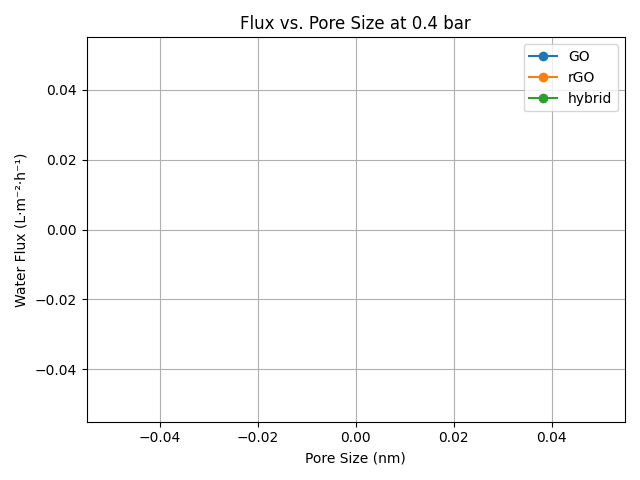 Flux vs. Pore Size at 0.4 bar
GO
rGO
hybrid
Water Flux (L·m⁻²·h⁻¹)
0.04
0.02
0.00
−0.02
−0.04
−0.04
−0.02
0.00
0.02
0.04
Pore Size (nm)